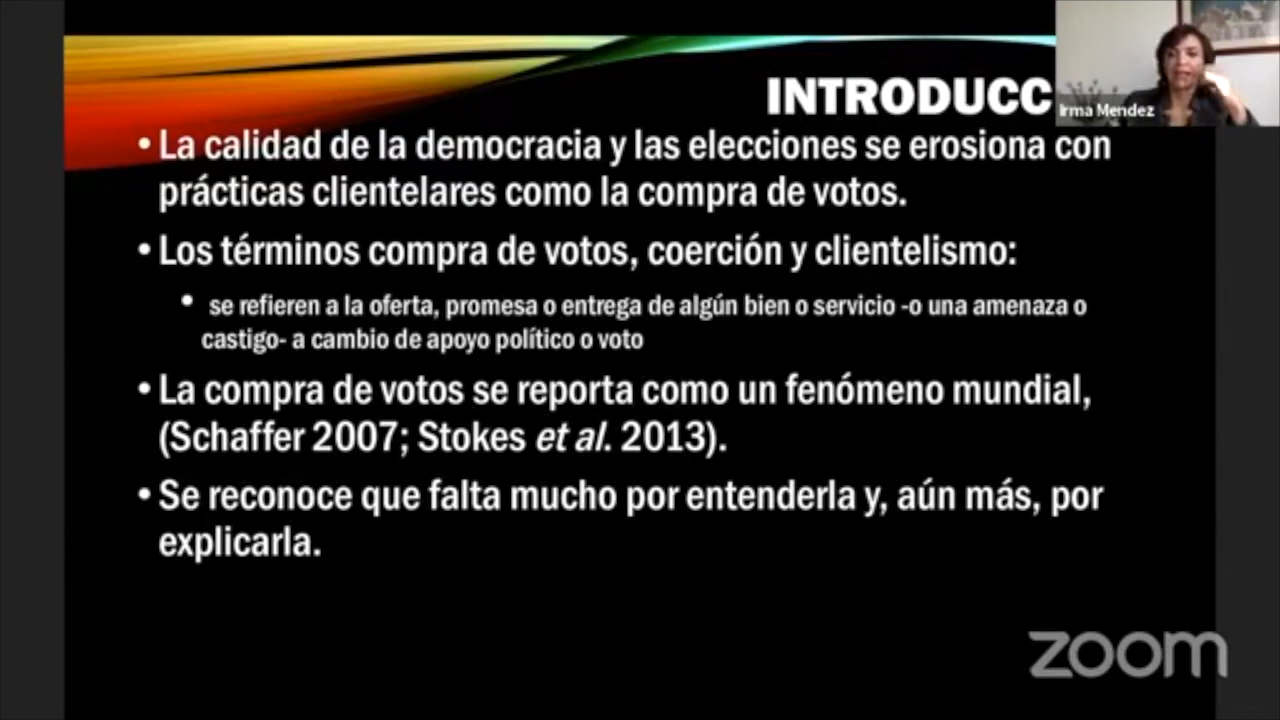 INTRODUCC
Irma Mendez
• La calidad de la democracia y las elecciones se erosiona con
prácticas clientelares como la compra de votos.
• Los términos compra de votos, coerción y clientelismo:
• se refieren a la oferta, promesa o entrega de algún bien o servicio -o una amenaza o
castigo- a cambio de apoyo político o voto
• La compra de votos se reporta como un fenómeno mundial,
(Schaffer 2007; Stokes et al. 2013).
• Se reconoce que falta mucho por entenderla y, aún más, por
explicarla.
zoom